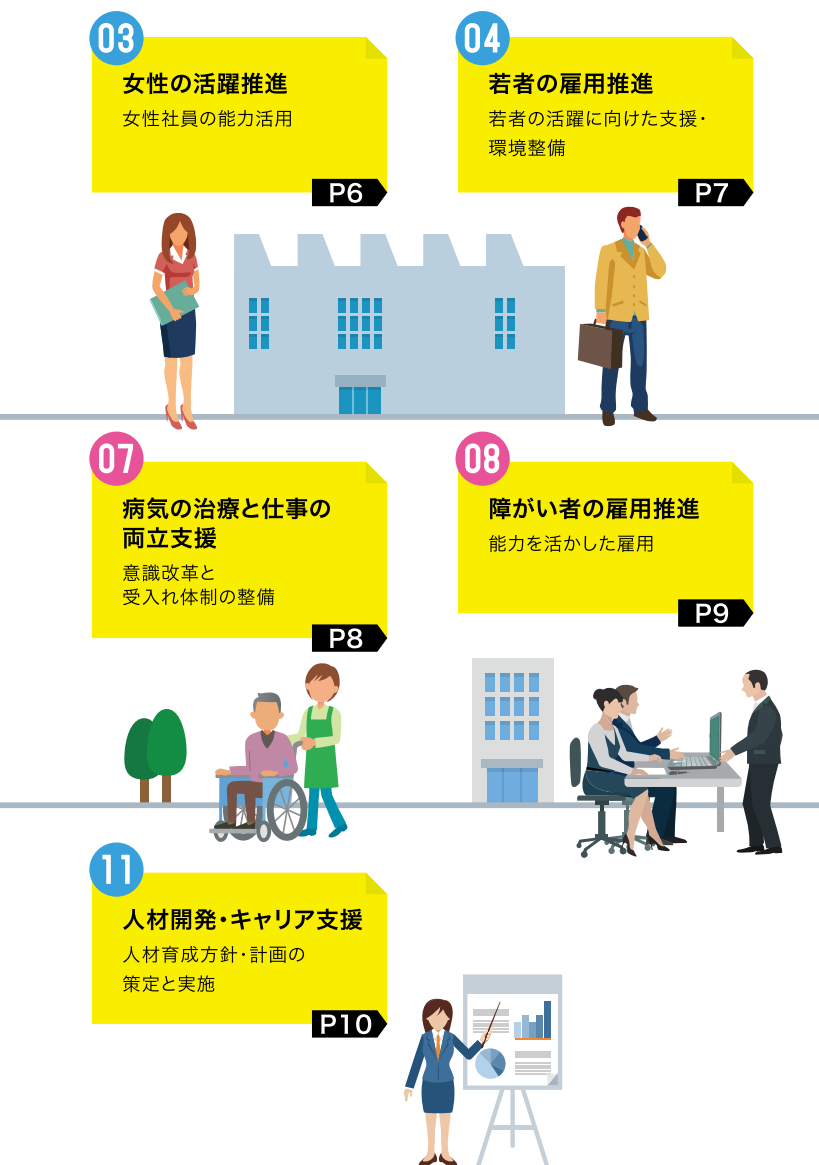 03
女性の活躍推進
女性社員の能力活用
P6
04
若者の雇用推進
若者の活躍に向けた支援・
環境整備
P7
07
病気の治療と仕事の
両立支援
意識改革と
受入れ体制の整備
P8
08
障がい者の雇用推進
能力を活かした雇用
P9
11
人材開発・キャリア支援
人材育成方針・計画の
策定と実施
P10